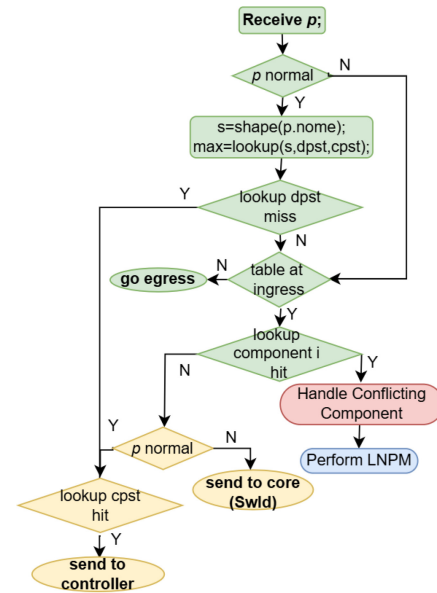 Receive p;
p normal
N
Y
s=shape(p.nome);
max=lookup(s,dpst,cpst);
Y
lookup dpst
miss
N
go egress
N
table at
ingress
Y
lookup
component i
hit
N
Y
Handle Conflicting
Component
Y
p normal
N
Perform LNPM
send to core
(SwId)
lookup cpst
hit
Y
send to
controller